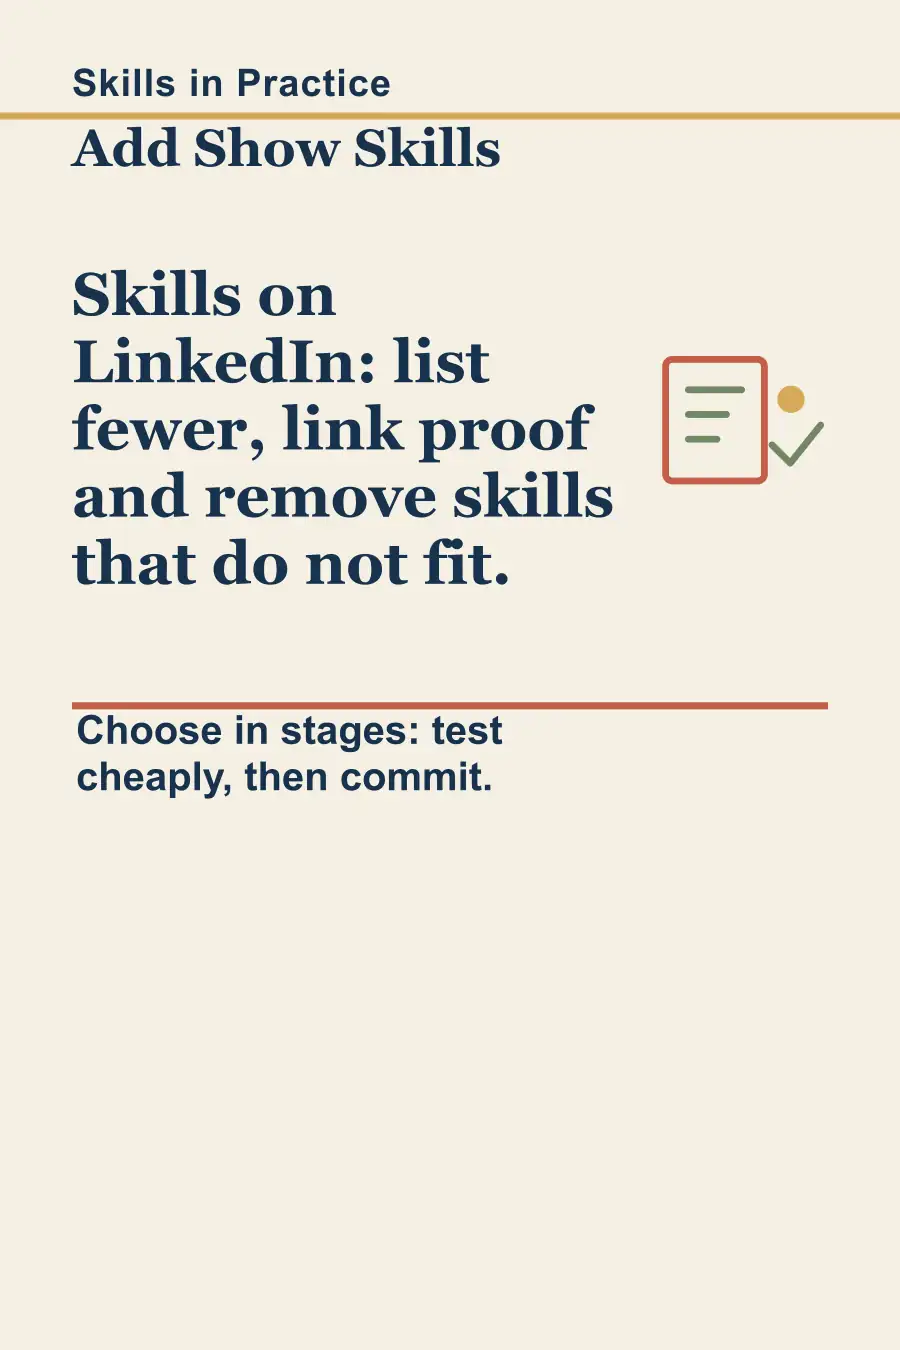 Skills in Practice
Add Show Skills
Skills on
LinkedIn: list
fewer, link proof
and remove skills
that do not fit.
Choose in stages: test
cheaply, then commit.